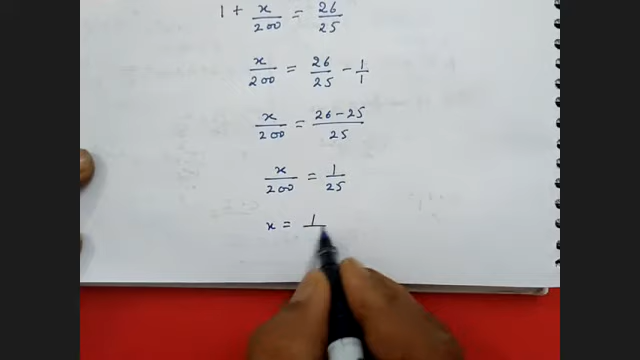 1 + x/200 = 26/25
x/200 = 26/25 - 1/1
x/200 = 26-25/25
x/200 = 1/25
x = 1/